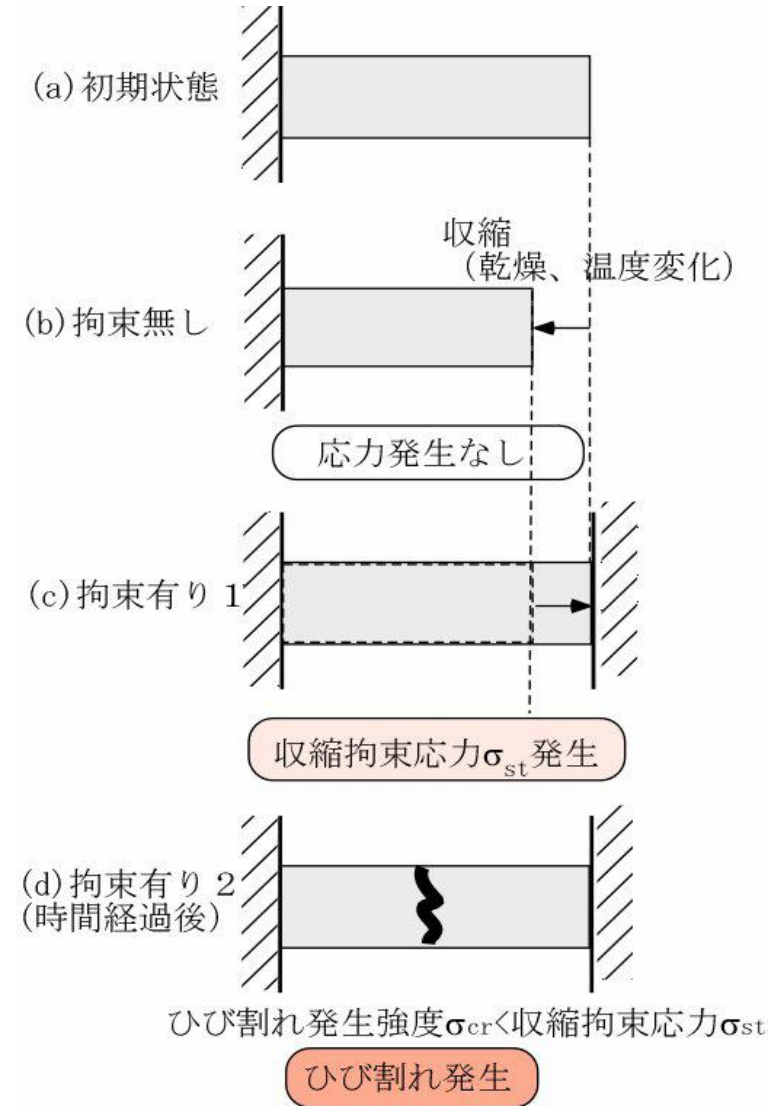 (a)初期状態
収縮
(乾燥、温度変化)
(b)拘束無し
応力発生なし
(c)拘束有り1
収縮拘束応力σst発生
(d)拘束有り2
(時間経過後)
ひび割れ発生強度σcr<収縮拘束応力σst
ひび割れ発生